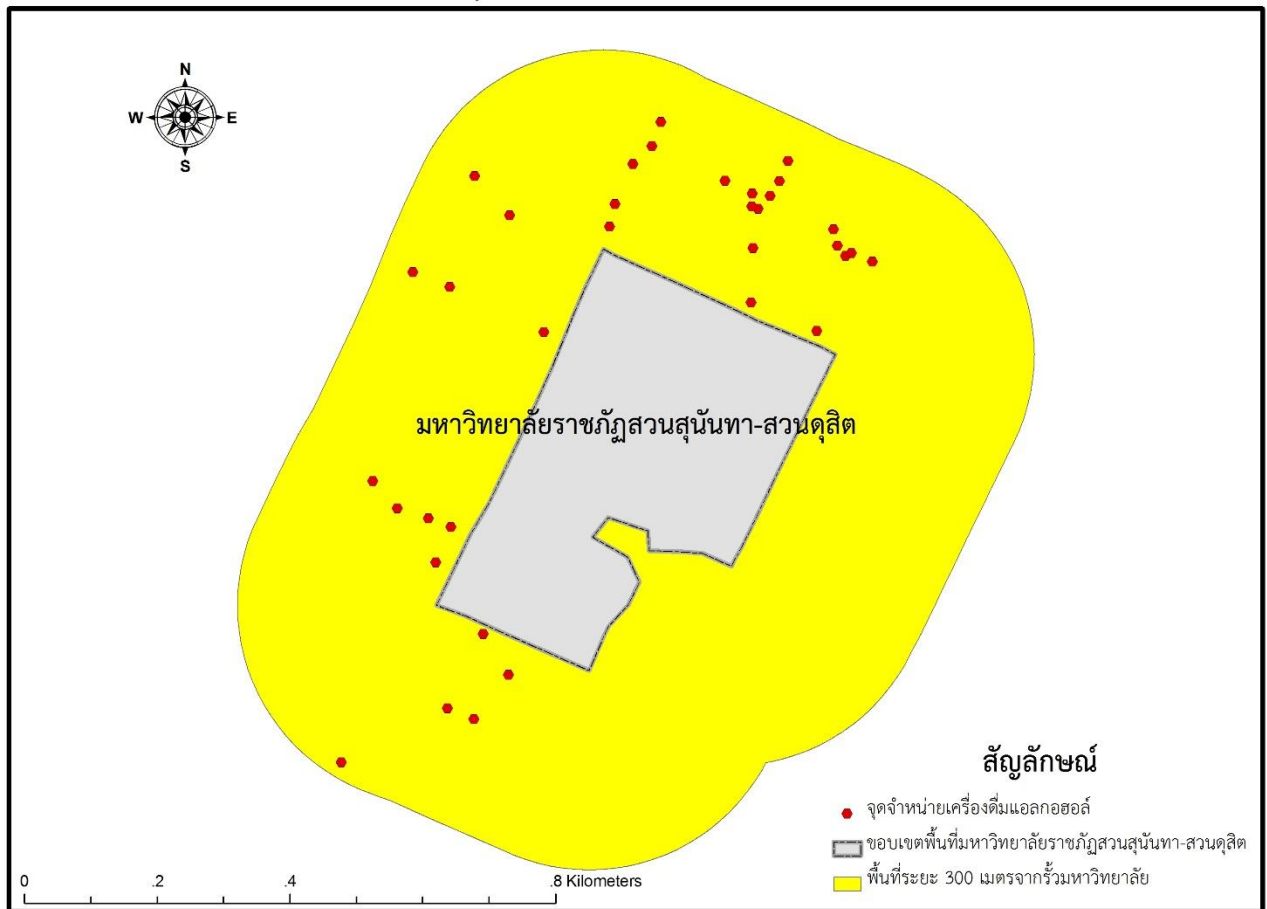 N
W E
S
มหาวิทยาลัยราชภัฏสวนสุนันทา-สวนดุสิต
สัญลักษณ์
จุดจำหน่ายเครื่องดื่มแอลกอฮอล์
ขอบเขตพื้นที่มหาวิทยาลัยราชภัฏสวนสุนันทา-สวนดุสิต
พื้นที่ระยะ 300 เมตรจากรั้วมหาวิทยาลัย
0 .2 .4 .8 Kilometers